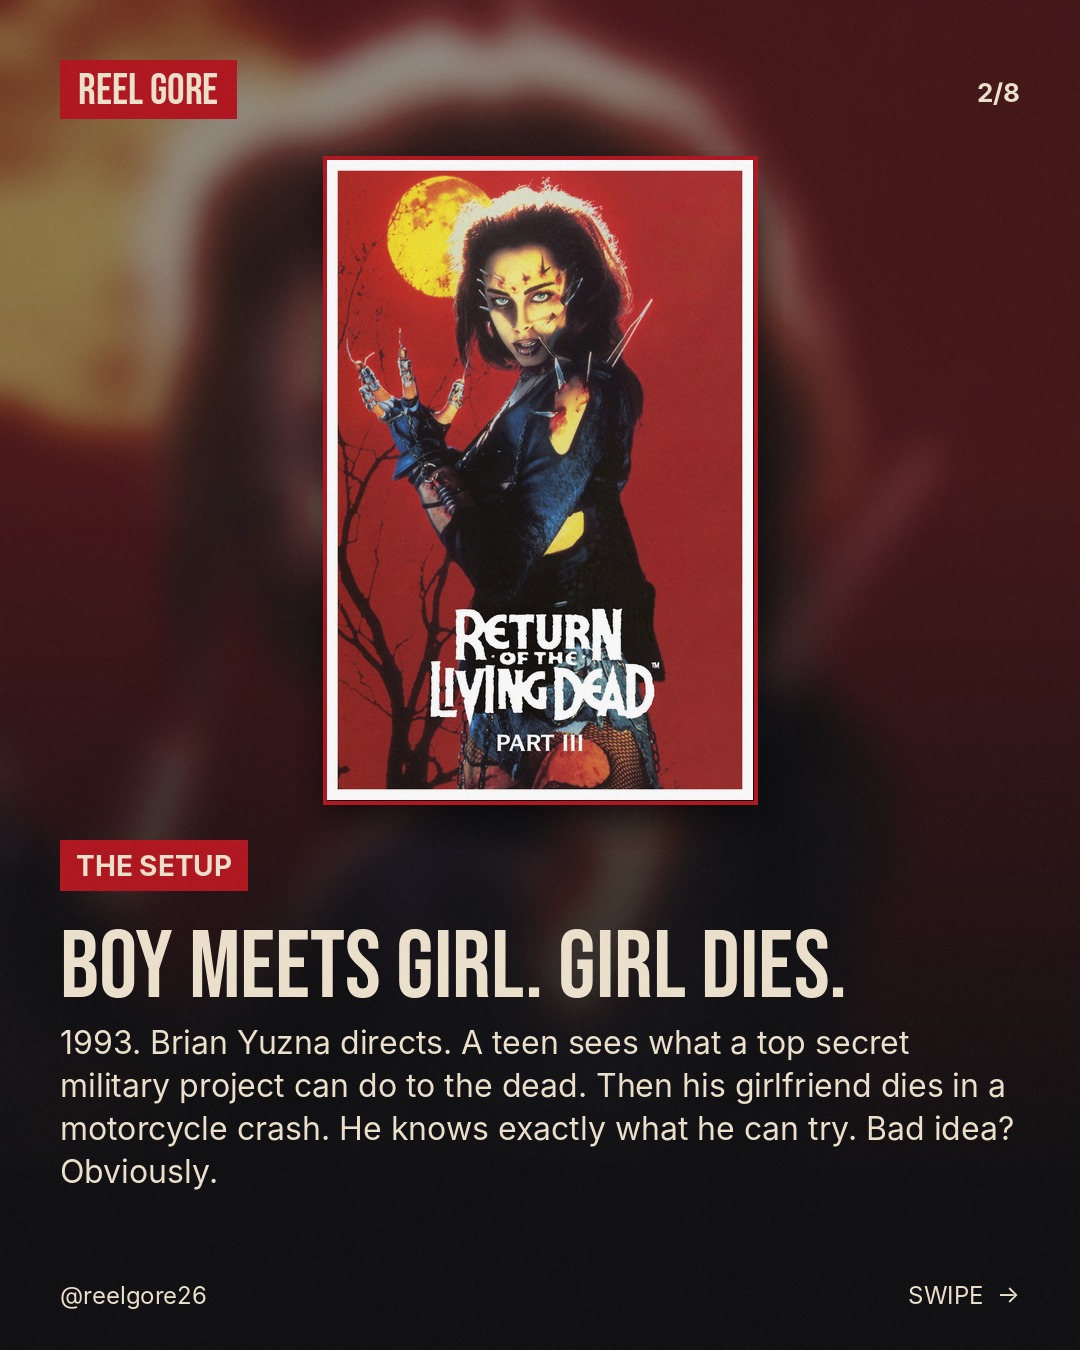 REEL GORE
2/8
RETURN
·OF THE·
LIVING DEAD™
PART III
THE SETUP
BOY MEETS GIRL. GIRL DIES.
1993. Brian Yuzna directs. A teen sees what a top secret
military project can do to the dead. Then his girlfriend dies in a
motorcycle crash. He knows exactly what he can try. Bad idea?
Obviously.
@reelgore26
SWIPE →